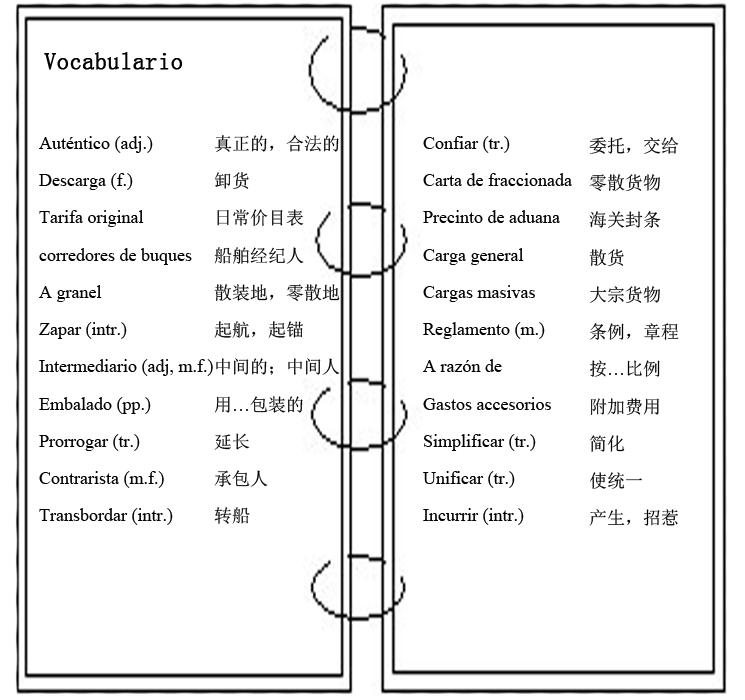 Vocabulario
Auténtico (adj.) 真正的，合法的
Descarga (f.) 卸货
Tarifa original 日常价目表
corredores de buques 船舶经纪人
A granel 散装地，零散地
Zapar (intr.) 起航，起锚
Intermediario (adj, m.f.) 中间的；中间人
Embalado (pp.) 用…包装的
Prorrogar (tr.) 延长
Contrarista (m.f.) 承包人
Transbordar (intr.) 转船
Confiar (tr.) 委托，交给
Carta de fraccionada 零散货物
Precinto de aduana 海关封条
Carga general 散货
Cargas masivas 大宗货物
Reglamento (m.) 条例，章程
A razón de 按…比例
Gastos accesorios 附加费用
Simplificar (tr.) 简化
Unificar (tr.) 使统一
Incurrir (intr.) 产生，招惹